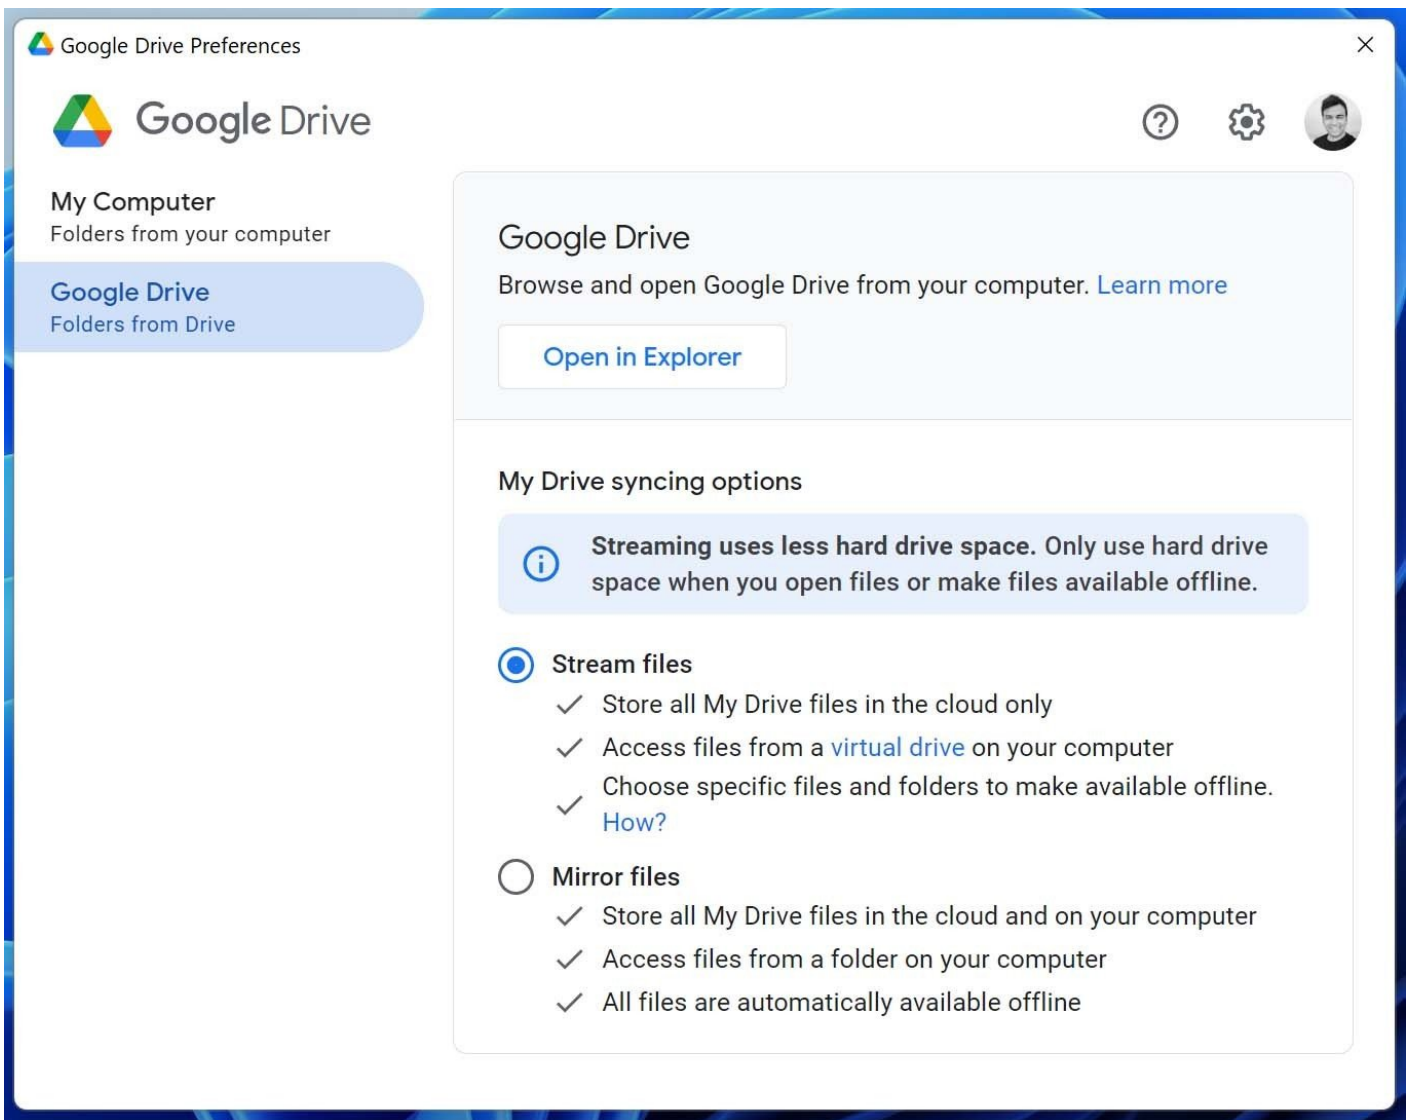 Google Drive Preferences
Google Drive
My Computer
Folders from your computer
Google Drive
Folders from Drive
Google Drive
Browse and open Google Drive from your computer. Learn more
Open in Explorer
My Drive syncing options
Streaming uses less hard drive space. Only use hard drive
space when you open files or make files available offline.
Stream files
Store all My Drive files in the cloud only
Access files from a virtual drive on your computer
Choose specific files and folders to make available offline.
How?
Mirror files
Store all My Drive files in the cloud and on your computer
Access files from a folder on your computer
All files are automatically available offline